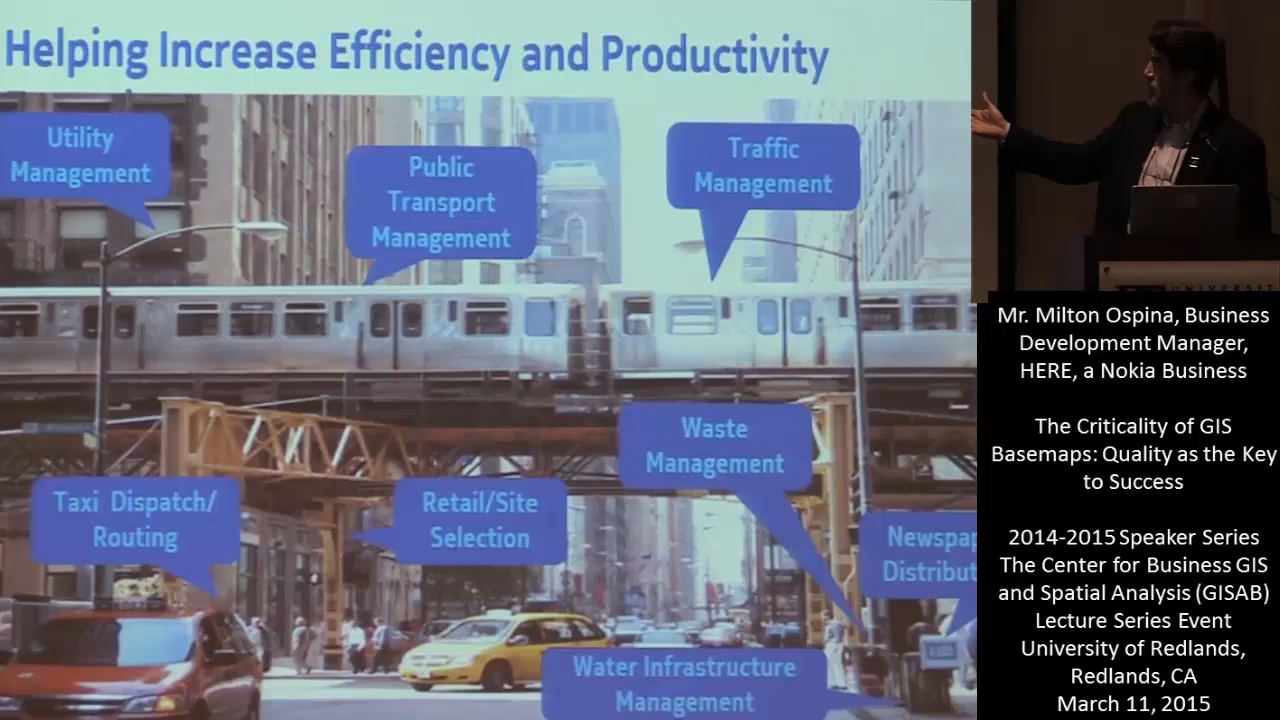 Helping Increase Efficiency and Productivity
Utility
Management
Public
Transport
Management
Traffic
Management
Waste
Management
Taxi Dispatch/
Routing
Retail/Site
Selection
Newspap
Distribut
Water Infrastructure
Management
Mr. Milton Ospina, Business
Development Manager,
HERE, a Nokia Business
The Criticality of GIS
Basemaps: Quality as the Key
to Success
2014-2015 Speaker Series
The Center for Business GIS
and Spatial Analysis (GISAB)
Lecture Series Event
University of Redlands,
Redlands, CA
March 11, 2015